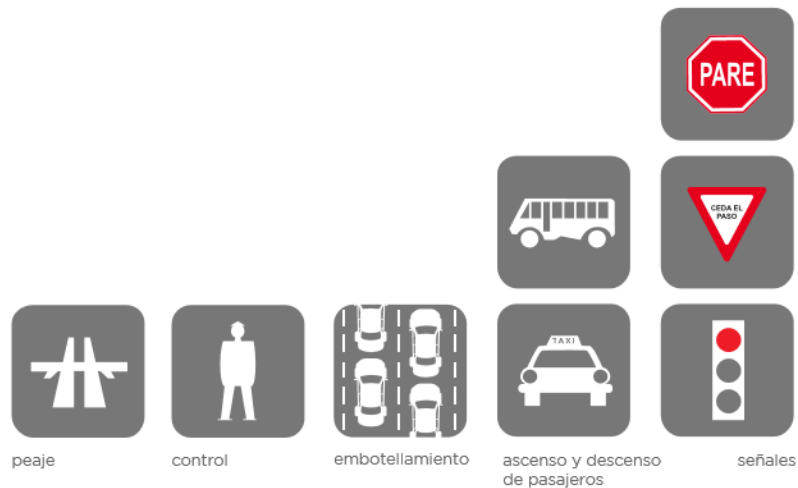 PARE
CEDA EL
PASO
TAXI
peaje
control
embotellamiento
ascenso y descenso
de pasajeros
señales